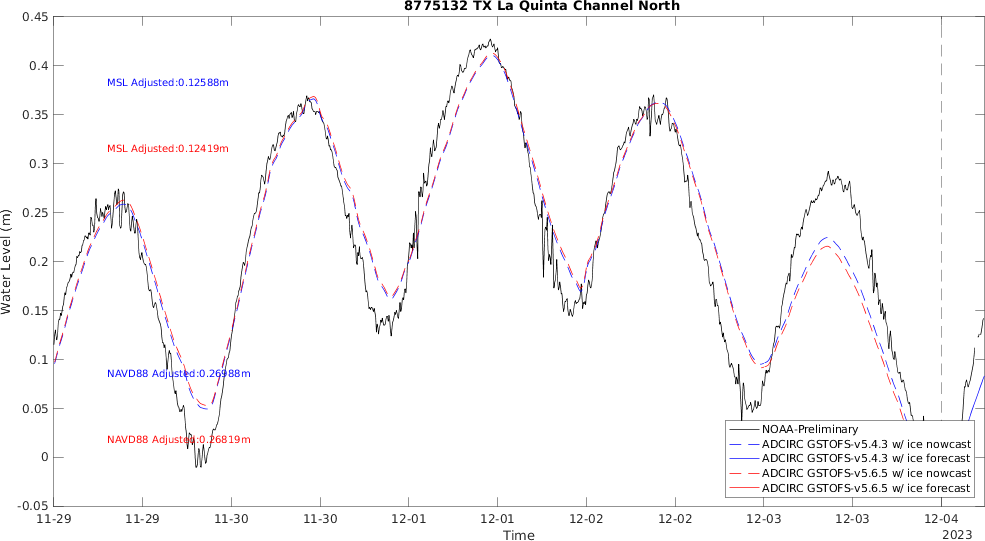 8775132 TX La Quinta Channel North
0.45
0.4
0.35
0.3
0.25
0.2
0.15
0.1
0.05
0
-0.05
Water Level (m)
MSL Adjusted:0.12588m
MSL Adjusted:0.12419m
NAVD88 Adjusted:0.26988m
NAVD88 Adjusted:0.26819m
NOAA-Preliminary
ADCIRC GSTOFS-v5.4.3 w/ ice nowcast
ADCIRC GSTOFS-v5.4.3 w/ ice forecast
ADCIRC GSTOFS-v5.6.5 w/ ice nowcast
ADCIRC GSTOFS-v5.6.5 w/ ice forecast
11-29 11-29 11-30 11-30 12-01 12-01 12-02 12-02 12-03 12-03 12-04
Time
2023